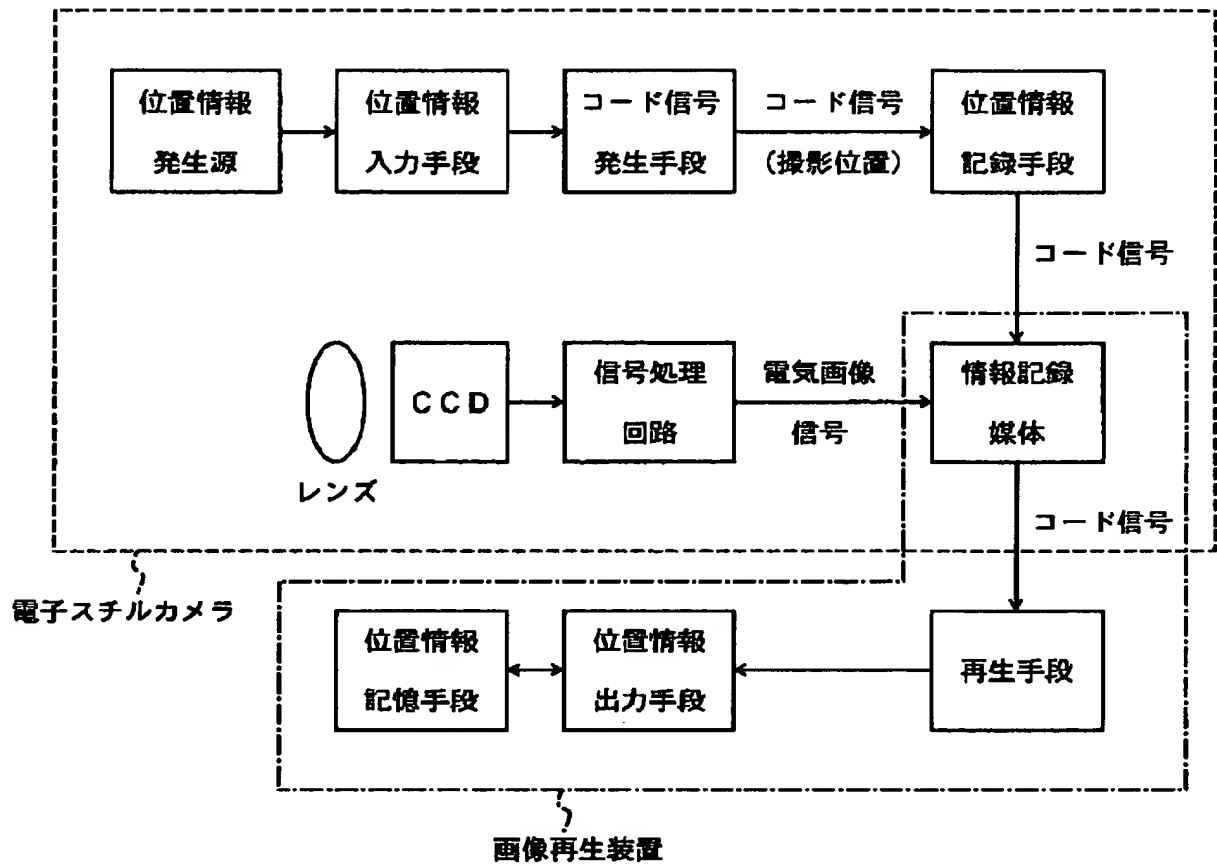 位置情報
発生源
位置情報
入力手段
コード信号
発生手段
コード信号
(撮影位置)
位置情報
記録手段
コード信号
レンズ
CCD
信号処理
回路
電気画像
信号
情報記録
媒体
コード信号
電子スチルカメラ
位置情報
記憶手段
位置情報
出力手段
再生手段
画像再生装置